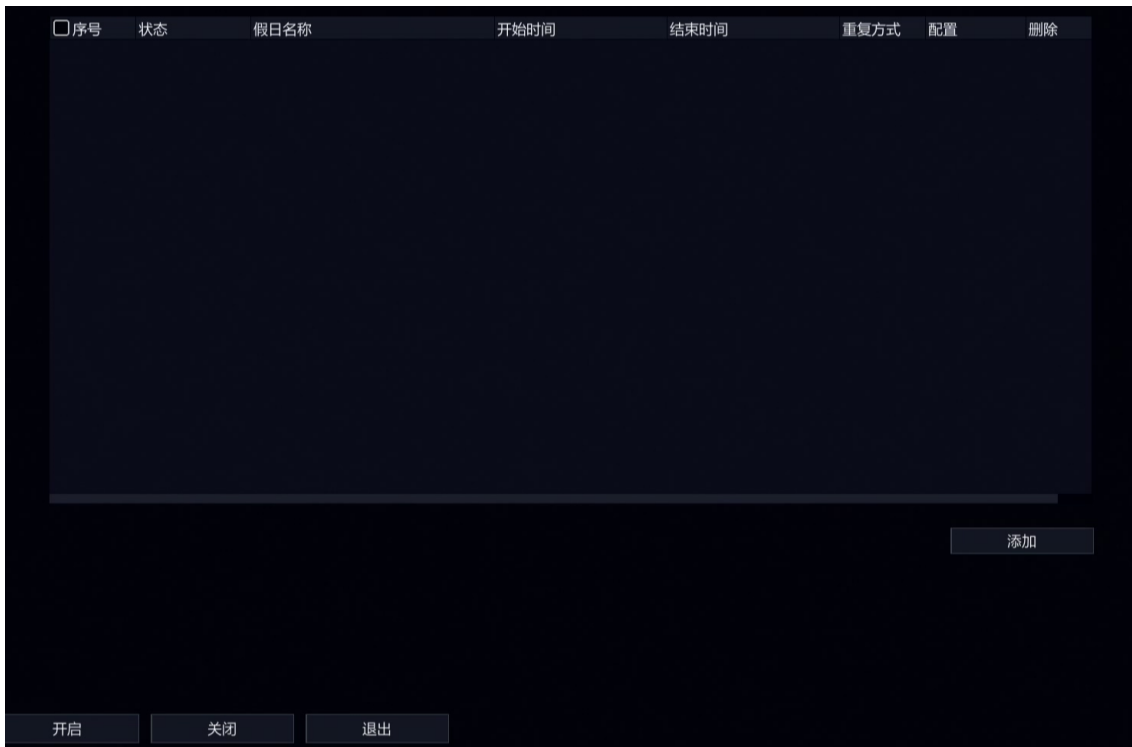 序号 状态 假日名称 开始时间 结束时间 重复方式 配置 删除
添加
开启 关闭 退出